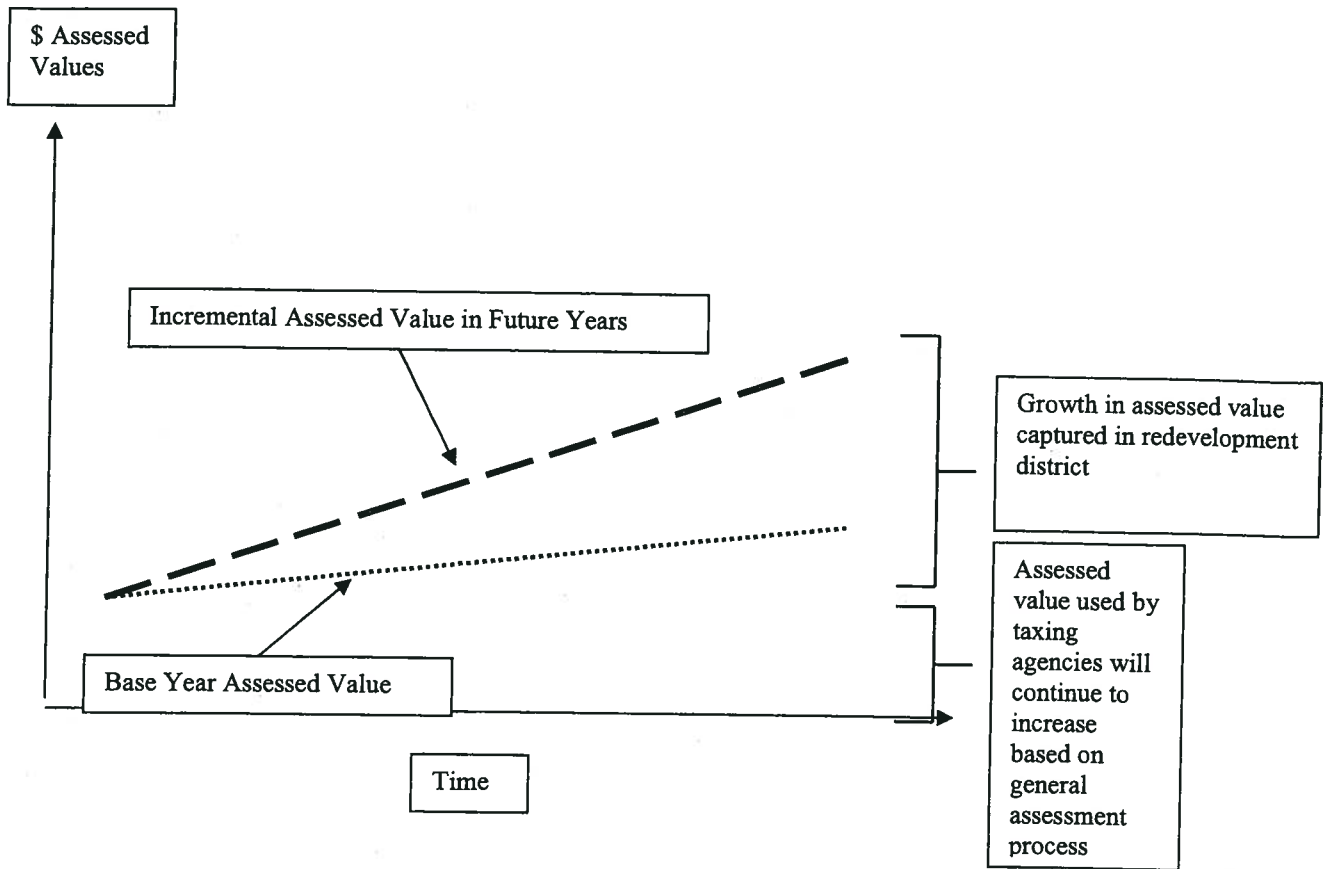 $ Assessed
Values
Incremental Assessed Value in Future Years
Growth in assessed value
captured in redevelopment
district
Base Year Assessed Value
Assessed
value used by
taxing
agencies will
continue to
increase
based on
general
assessment
process
Time